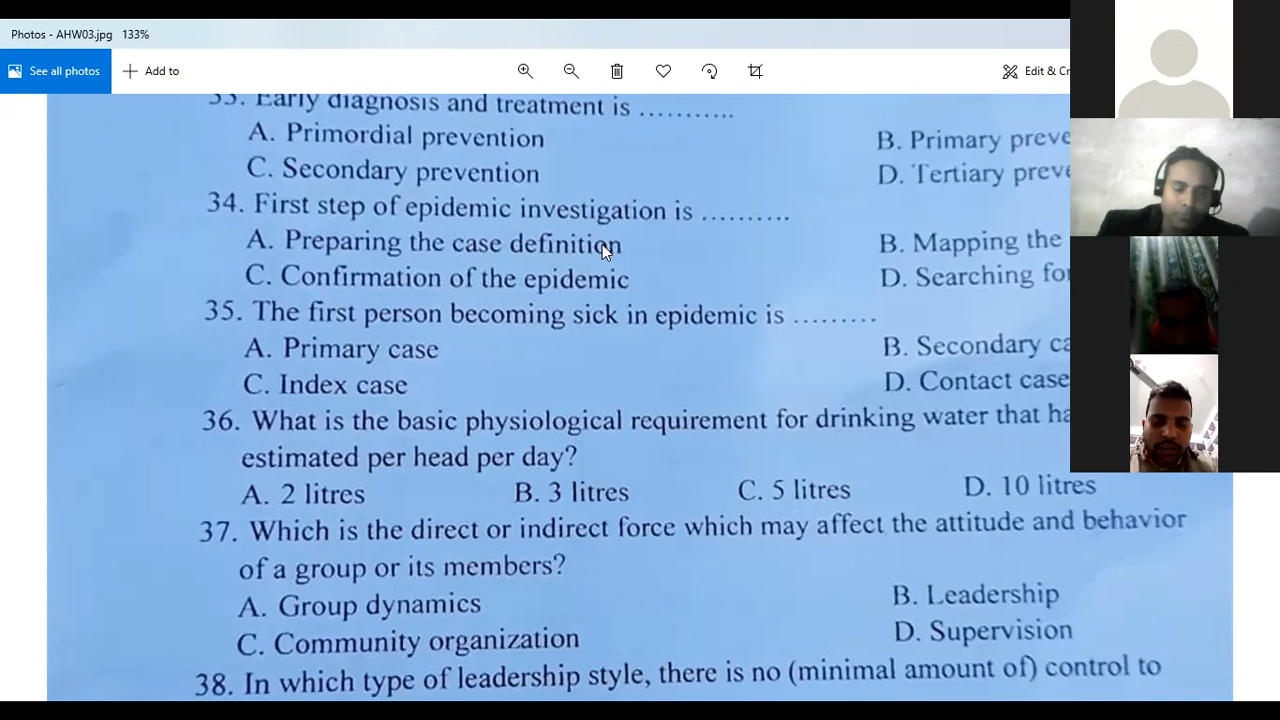 Photos - AHW03.jpg 133%
See all photos
Add to
Edit & Cr
33. Early diagnosis and treatment is ...........
A. Primordial prevention B. Primary preve
C. Secondary prevention D. Tertiary preve
34. First step of epidemic investigation is ..........
A. Preparing the case definition B. Mapping the
C. Confirmation of the epidemic D. Searching for
35. The first person becoming sick in epidemic is .........
A. Primary case B. Secondary ca
C. Index case D. Contact case
36. What is the basic physiological requirement for drinking water that ha
estimated per head per day?
A. 2 litres B. 3 litres C. 5 litres D. 10 litres
37. Which is the direct or indirect force which may affect the attitude and behavior
of a group or its members?
A. Group dynamics B. Leadership
C. Community organization D. Supervision
38. In which type of leadership style, there is no (minimal amount of) control to